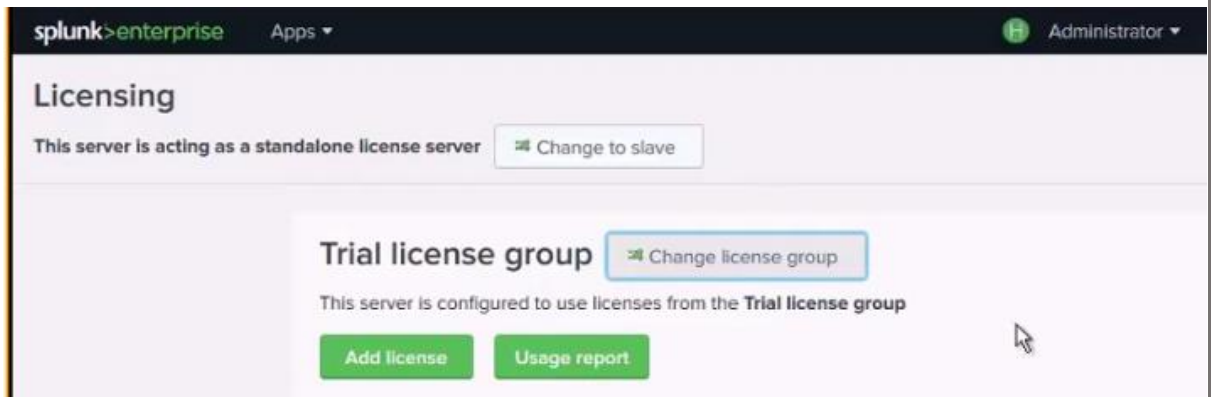 splunk>enterprise Apps H Administrator
Licensing
This server is acting as a standalone license server Change to slave
Trial license group Change license group
This server is configured to use licenses from the Trial license group
Add license Usage report